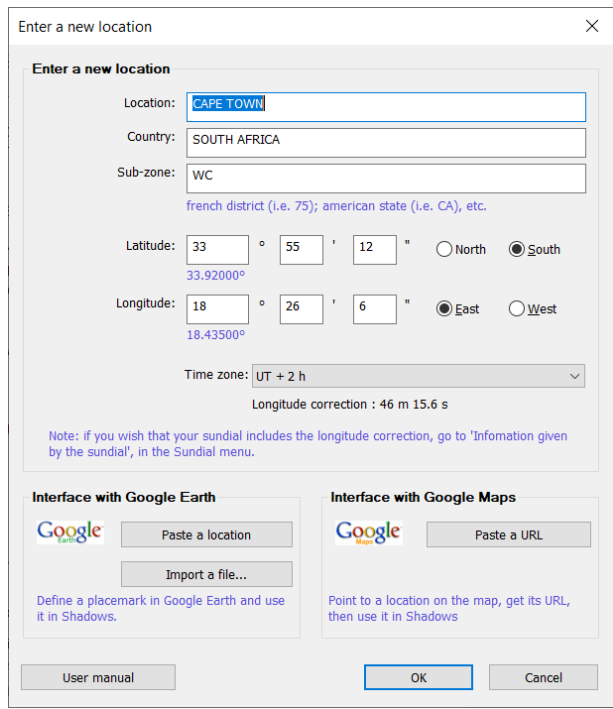 Enter a new location
Enter a new location
Location: CAPE TOWN
Country: SOUTH AFRICA
Sub-zone: WC
french district (i.e. 75); american state (i.e. CA), etc.
Latitude: 33 ° 55 ' 12 " North South
33.92000°
Longitude: 18 ° 26 ' 6 " East West
18.43500°
Time zone: UT + 2 h
Longitude correction : 46 m 15.6 s
Note: if you wish that your sundial includes the longitude correction, go to 'Infomation given
by the sundial', in the Sundial menu.
Interface with Google Earth
Google Earth
Paste a location
Import a file...
Define a placemark in Google Earth and use
it in Shadows.
Interface with Google Maps
Google Maps
Paste a URL
Point to a location on the map, get its URL,
then use it in Shadows
User manual
OK
Cancel